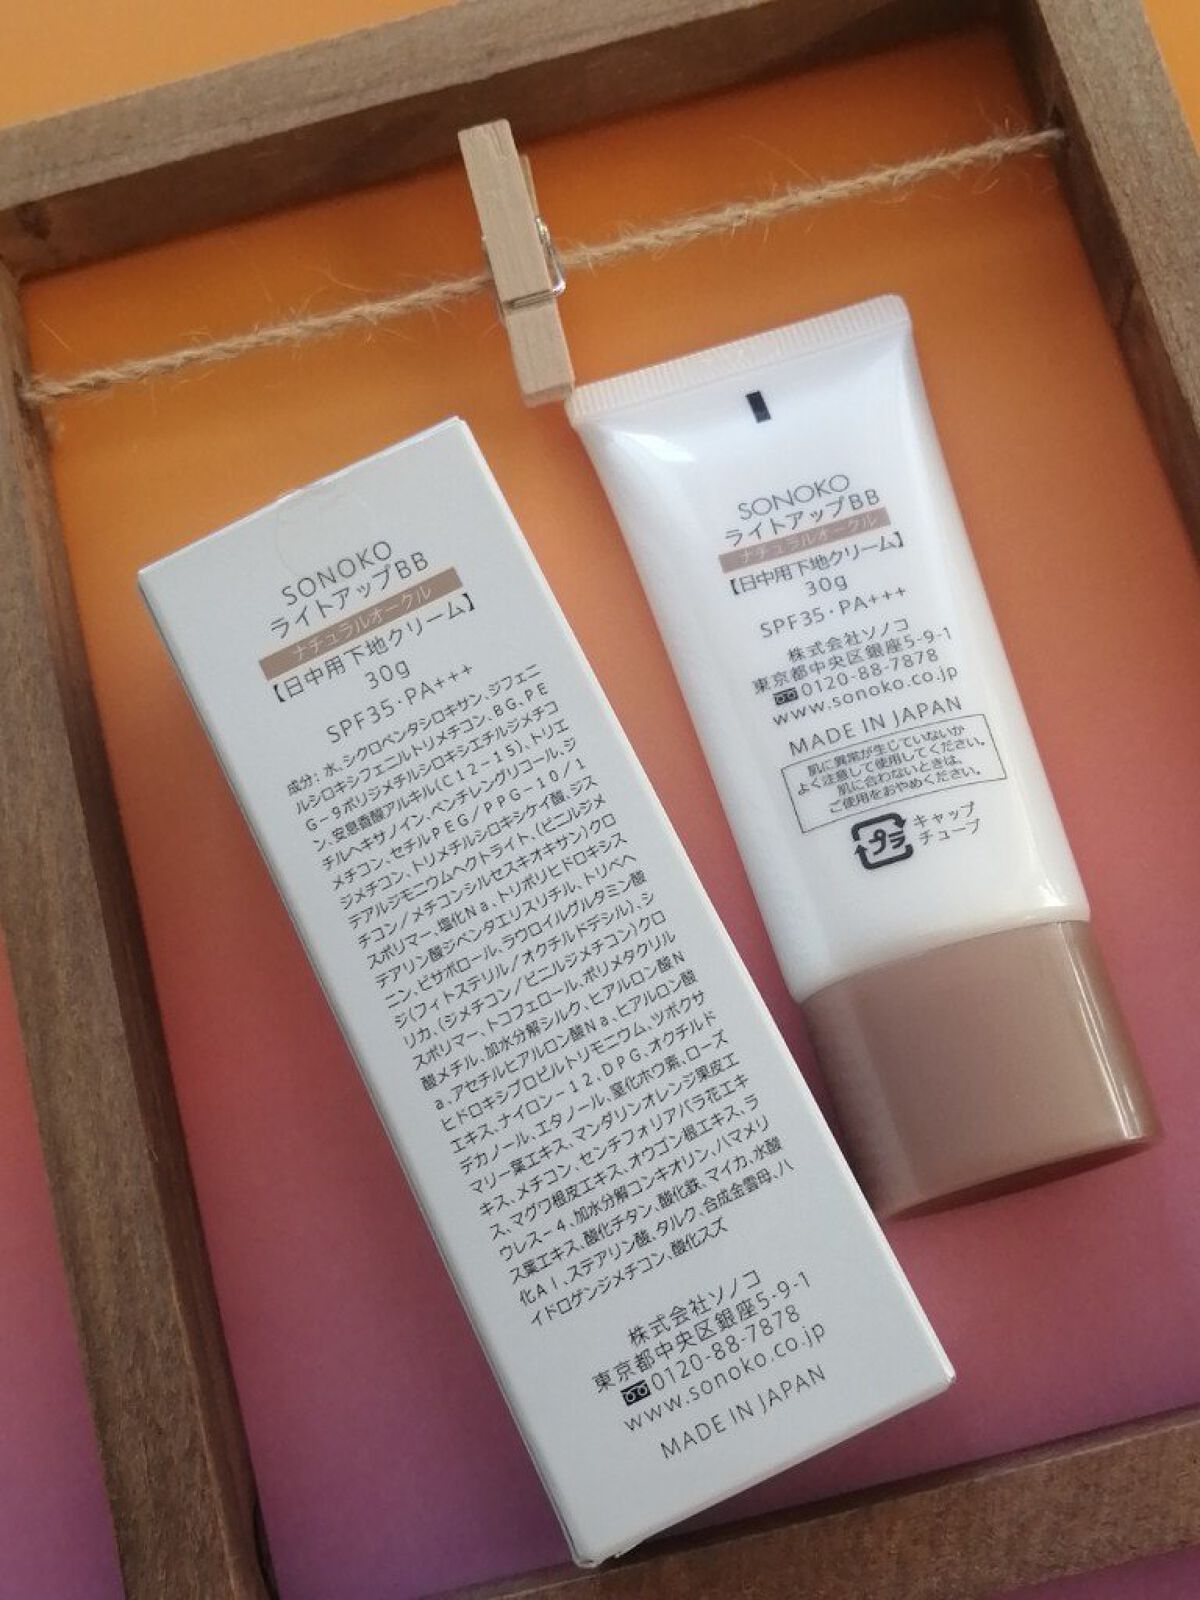 SONOKO
ライトアップBB
ナチュラルオークル
【日中用下地クリーム】
30g
SPF35・PA+++
成分：水、シクロペンタシロキサン、ジフェニ
ルシロキシフェニルトリメチコン、BG、PE
G−9ポリジメチルシロキシエチルジメチコ
ン、安息香酸アルキル(C12−15)、トリエ
チルヘキサノイン、ペンチレングリコール、ジ
メチコン、セチルPEG/PPG−10/1
ジメチコン、トリメチルシロキシケイ酸、ジス
テアルジモニウムヘクトライト、(ビニルジメ
チコン/メチコンシルセスキオキサン)クロ
スポリマー、塩化Na、トリポリヒドロキシス
テアリン酸ジペンタエリスリチル、トリベヘ
ニン、ビサボロール、ラウロイルグルタミン酸
ジ(フィトステリル/オクチルドデシル)、シ
リカ、(ジメチコン/ビニルジメチコン)クロ
スポリマー、トコフェロール、ポリメタクリル
酸メチル、加水分解シルク、ヒアルロン酸N
a、アセチルヒアルロン酸Na、ヒアルロン酸
ヒドロキシプロピルトリモニウム、ツボクサ
エキス、ナイロン−12、DPG、オクチルド
デカノール、エタノール、窒化ホウ素、ローズ
マリー葉エキス、マンダリンオレンジ果皮エ
キス、メチコン、センチフォリアバラ花エキ
ス、マグワ根皮エキス、オウゴン根エキス、ラ
ウレス−4、加水分解コンキオリン、ハマメリ
ス葉エキス、酸化チタン、酸化鉄、マイカ、水酸
化Al、ステアリン酸、タルク、合成金雲母、ハ
イドロゲンジメチコン、酸化スズ
株式会社ソノコ
東京都中央区銀座5-9-1
0120-88-7878
www.sonoko.co.jp
MADE IN JAPAN
SONOKO
ライトアップBB
ナチュラルオークル
【日中用下地クリーム】
30g
SPF35・PA+++
株式会社ソノコ
東京都中央区銀座5-9-1
0120-88-7878
www.sonoko.co.jp
MADE IN JAPAN
肌に異常が生じていないか
よく注意して使用してください。
肌に合わないときは、
ご使用をおやめください。
プラ
キャップ
チューブ